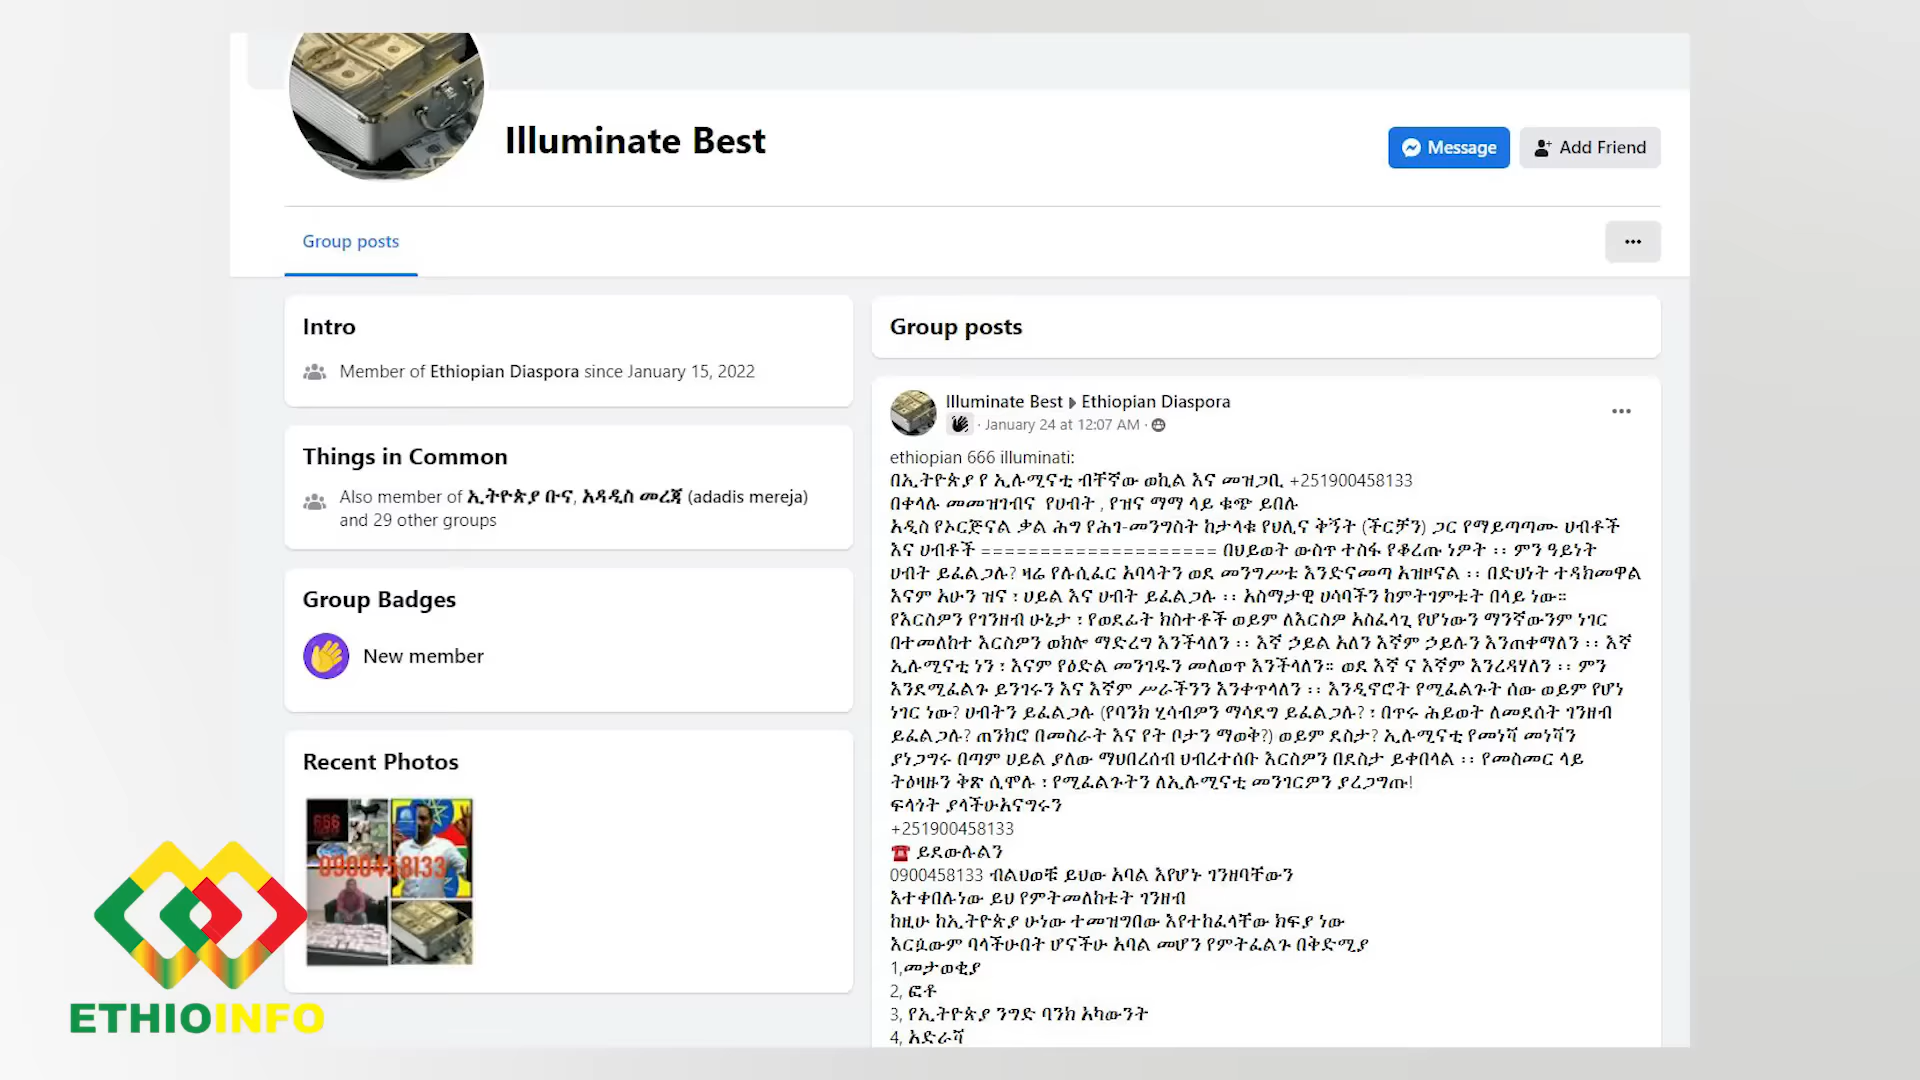 Illuminate Best
Message
Add Friend
Group posts
Intro
Member of Ethiopian Diaspora since January 15, 2022
Things in Common
Also member of ኢትዮጵያ ቡና, አዳዲስ መረጃ (adadis mereja)
and 29 other groups
Group Badges
New member
Recent Photos
666
0900458133
Group posts
Illuminate Best Ethiopian Diaspora
· January 24 at 12:07 AM ·
ethiopian 666 illuminati:
በኢትዮጵያ የ ኢሉሚናቲ ብቸኛው ወኪል እና መዝጋቢ +251900458133
በቀላሉ መመዝገብና የሀብት , የዝና ማማ ላይ ቁጭ ይበሉ
አዲስ የኦርጅናል ቃል ሕግ የሕገ-መንግስት ከታላቁ የህሊና ቅኝት (ችርቻን) ጋር የማይጣጣሙ ሀብቶች
እና ሀብቶች ==================== በህይወት ውስጥ ተስፋ የቆረጡ ነዎት ፡፡ ምን ዓይነት
ሀብት ይፈልጋሉ? ዛሬ የሉሲፈር አባላትን ወደ መንግሥቱ እንድናመጣ አዝዞናል ፡፡ በድህነት ተዳክመዋል
እናም አሁን ዝና ፣ ሀይል እና ሀብት ይፈልጋሉ ፡፡ አስማታዊ ሀሳባችን ከምትገምቱት በላይ ነው።
የእርስዎን የገንዘብ ሁኔታ ፣ የወደፊት ክስተቶች ወይም ለእርስዎ አስፈላጊ የሆነውን ማንኛውንም ነገር
በተመለከተ እርስዎን ወክሎ ማድረግ እንችላለን ፡፡ እኛ ኃይል አለን እኛም ኃይሉን እንጠቀማለን ፡፡ እኛ
ኢሉሚናቲ ነን ፣ እናም የዕድል መንገዱን መለወጥ እንችላለን። ወደ እኛ ና እኛም እንረዳሃለን ፡፡ ምን
እንደሚፈልጉ ይንገሩን እና እኛም ሥራችንን እንቀጥላለን ፡፡ እንዲኖሮት የሚፈልጉት ሰው ወይም የሆነ
ነገር ነው? ሀብትን ይፈልጋሉ (የባንክ ሂሳብዎን ማሳደግ ይፈልጋሉ? ፣ በጥሩ ሕይወት ለመደሰት ገንዘብ
ይፈልጋሉ? ጠንክሮ በመስራት እና የት ቦታን ማወቅ?) ወይም ደስታ? ኢሉሚናቲ የመነሻ መነሻን
ያነጋግሩ በጣም ሀይል ያለው ማህበረሰብ ህብረተሰቡ እርስዎን በደስታ ይቀበላል ፡፡ የመስመር ላይ
ትዕዛዙን ቅጽ ሲሞሉ ፣ የሚፈልጉትን ለኢሉሚናቲ መንገርዎን ያረጋግጡ!
ፍላጎት ያላችሁአናግሩን
+251900458133
ይደውሉልን
0900458133 ብልህወቹ ይህው አባል እየሆኑ ገንዘባቸውን
እተቀበሉነው ይህ የምትመለከቱት ገንዘብ
ከዚሁ ከኢትዮጵያ ሁነው ተመዝግበው እየተከፈላቸው ክፍያ ነው
እርሷውም ባላችሁበት ሆናችሁ አባል መሆን የምትፈልጉ በቅድሚያ
1,መታወቂያ
2, ፎቶ
3, የኢትዮጵያ ንግድ ባንክ አካውንት
4, አድራሻ
ETHIOINFO